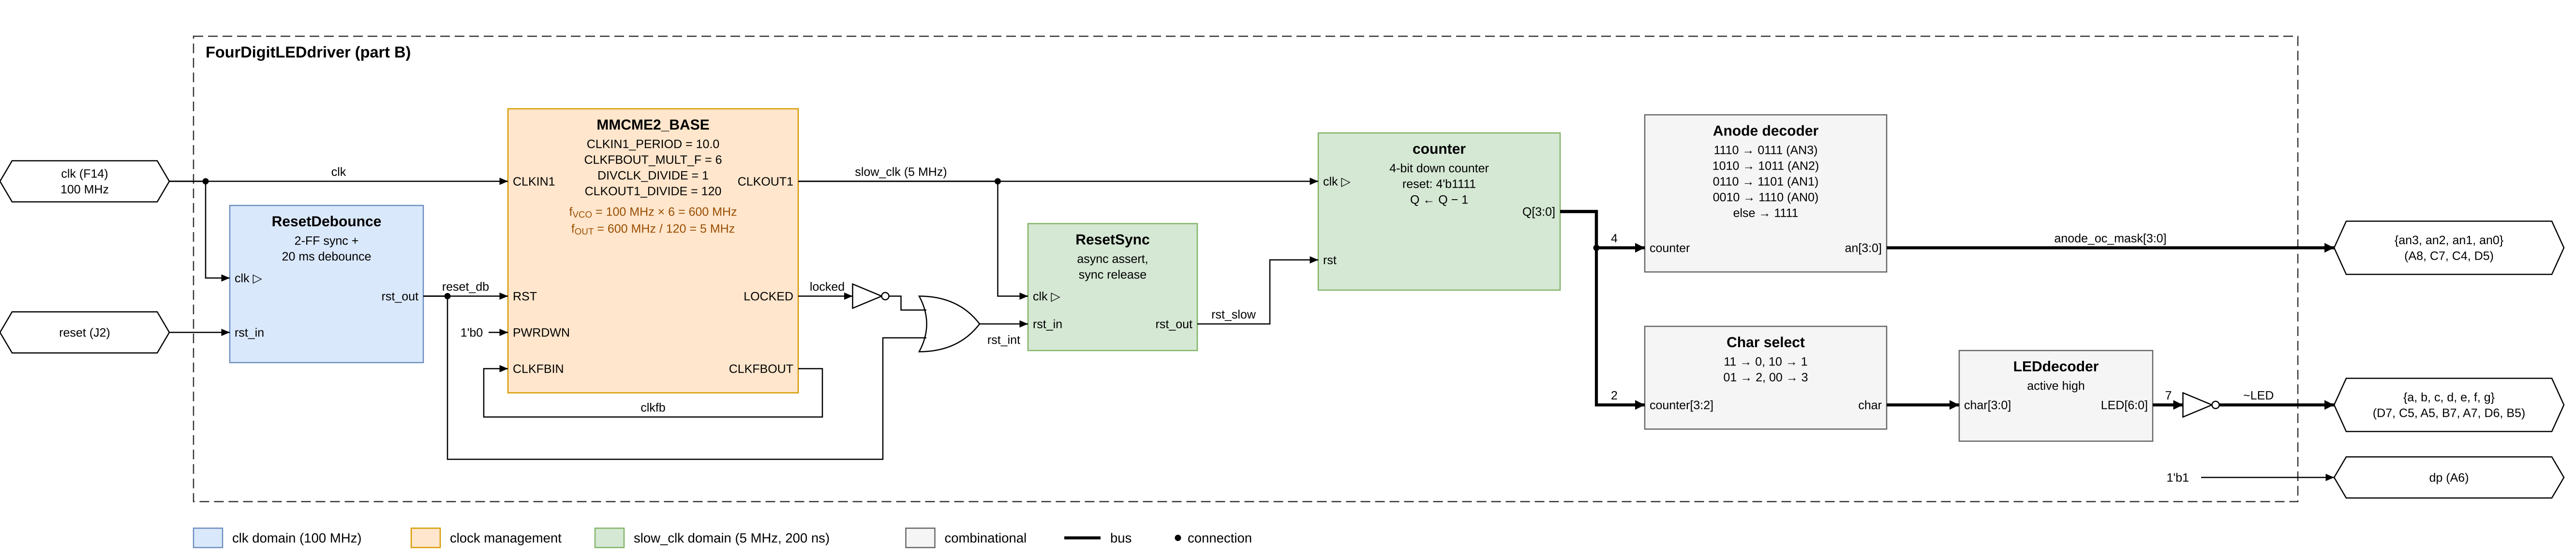 FourDigitLEDdriver (part B)
clk (F14)
100 MHz
clk
reset (J2)
ResetDebounce
2-FF sync +
20 ms debounce
clk ▷
rst_out
rst_in
reset_db
MMCME2_BASE
CLKIN1_PERIOD = 10.0
CLKFBOUT_MULT_F = 6
DIVCLK_DIVIDE = 1
CLKOUT1_DIVIDE = 120
fVCO = 100 MHz × 6 = 600 MHz
fOUT = 600 MHz / 120 = 5 MHz
CLKIN1
CLKOUT1
RST
LOCKED
1'b0
PWRDWN
CLKFBIN
CLKFBOUT
clkfb
slow_clk (5 MHz)
locked
rst_int
ResetSync
async assert,
sync release
clk ▷
rst_in
rst_out
rst_slow
counter
4-bit down counter
reset: 4'b1111
Q ← Q − 1
clk ▷
Q[3:0]
rst
4
2
Anode decoder
1110 → 0111 (AN3)
1010 → 1011 (AN2)
0110 → 1101 (AN1)
0010 → 1110 (AN0)
else → 1111
counter
an[3:0]
anode_oc_mask[3:0]
{an3, an2, an1, an0}
(A8, C7, C4, D5)
Char select
11 → 0, 10 → 1
01 → 2, 00 → 3
counter[3:2]
char
LEDdecoder
active high
char[3:0]
LED[6:0]
7
~LED
{a, b, c, d, e, f, g}
(D7, C5, A5, B7, A7, D6, B5)
1'b1
dp (A6)
clk domain (100 MHz)
clock management
slow_clk domain (5 MHz, 200 ns)
combinational
bus
connection